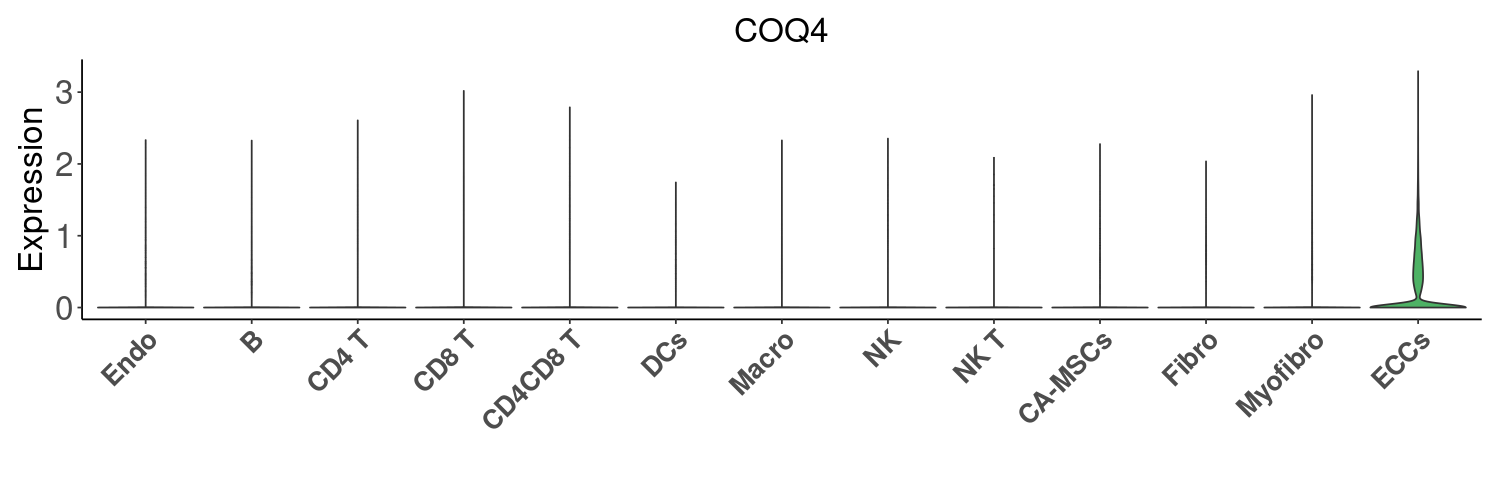 COQ4
Expression
3
2
1
0
Endo
B
CD4 T
CD8 T
CD4CD8 T
DCs
Macro
NK
NK T
CA-MSCs
Fibro
Myofibro
ECCs